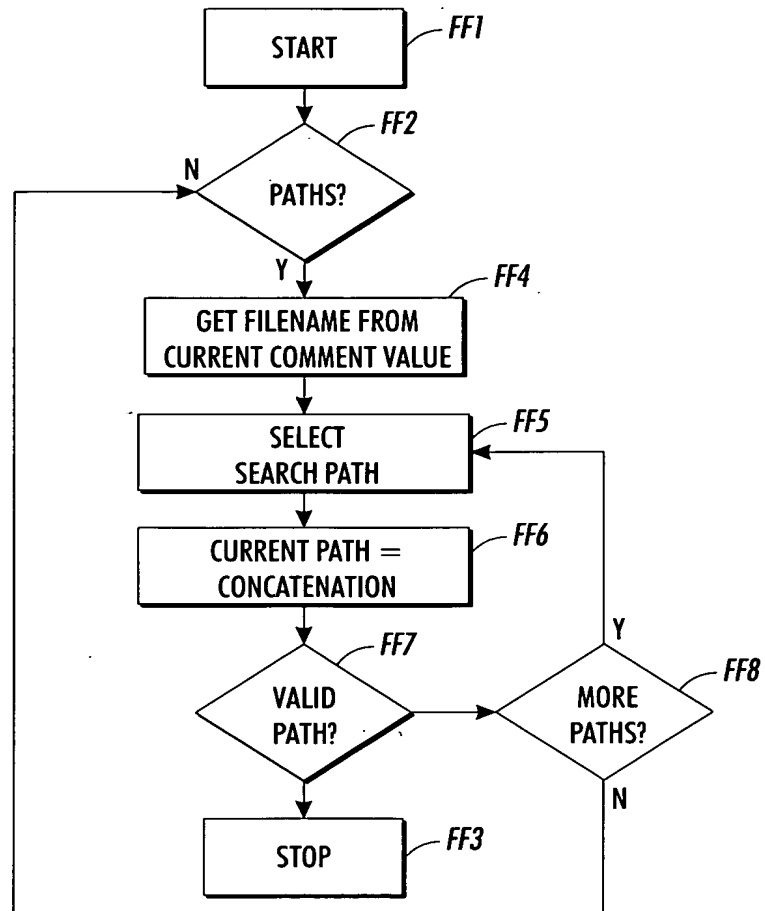 START
FF1
FF2
N
PATHS?
Y
FF4
GET FILENAME FROM
CURRENT COMMENT VALUE
FF5
SELECT
SEARCH PATH
FF6
CURRENT PATH =
CONCATENATION
FF7
VALID
PATH?
Y
FF8
MORE
PATHS?
N
STOP
FF3